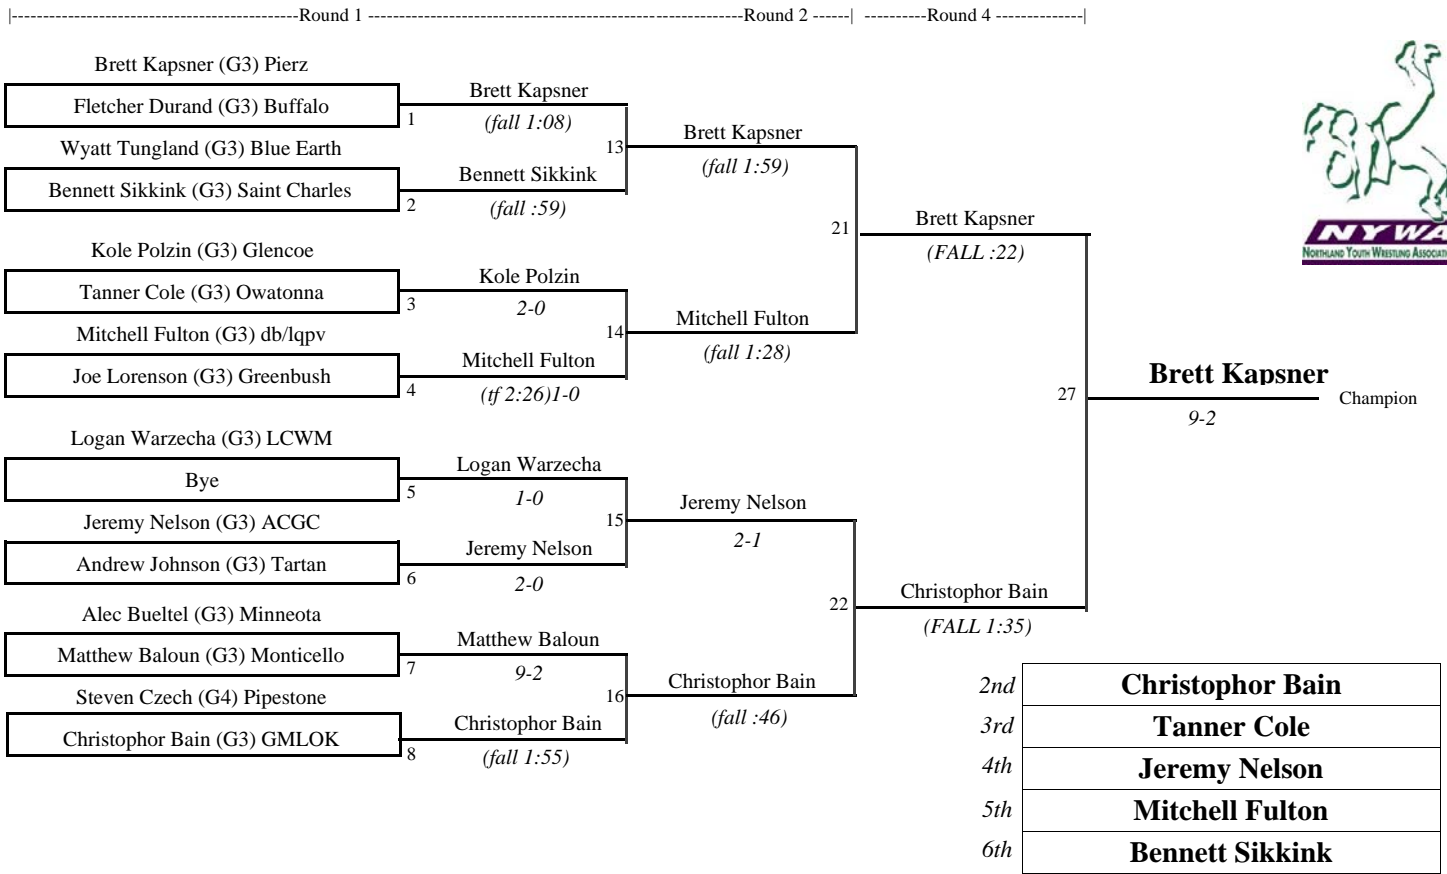 |-----------------------------------------------Round 1 -------------------------------------------------------------Round 2 ------| ----------Round 4 --------------|
Brett Kapsner (G3) Pierz
Fletcher Durand (G3) Buffalo
1
Wyatt Tungland (G3) Blue Earth
Bennett Sikkink (G3) Saint Charles
2
Kole Polzin (G3) Glencoe
Tanner Cole (G3) Owatonna
3
Mitchell Fulton (G3) db/lqpv
Joe Lorenson (G3) Greenbush
4
Logan Warzecha (G3) LCWM
Bye
5
Jeremy Nelson (G3) ACGC
Andrew Johnson (G3) Tartan
6
Alec Bueltel (G3) Minneota
Matthew Baloun (G3) Monticello
7
Steven Czech (G4) Pipestone
Christophor Bain (G3) GMLOK
8
Brett Kapsner
(fall 1:08)
13
Bennett Sikkink
(fall :59)
Kole Polzin
2-0
14
Mitchell Fulton
(tf 2:26)1-0
Logan Warzecha
1-0
15
Jeremy Nelson
2-0
Matthew Baloun
9-2
16
Christophor Bain
(fall 1:55)
Brett Kapsner
(fall 1:59)
21
Mitchell Fulton
(fall 1:28)
Jeremy Nelson
2-1
22
Christophor Bain
(fall :46)
Brett Kapsner
(FALL :22)
27
Christophor Bain
(FALL 1:35)
Brett Kapsner
Champion
9-2
NYWA
NORTHLAND YOUTH WRESTLING
2nd Christophor Bain
3rd Tanner Cole
4th Jeremy Nelson
5th Mitchell Fulton
6th Bennett Sikkink